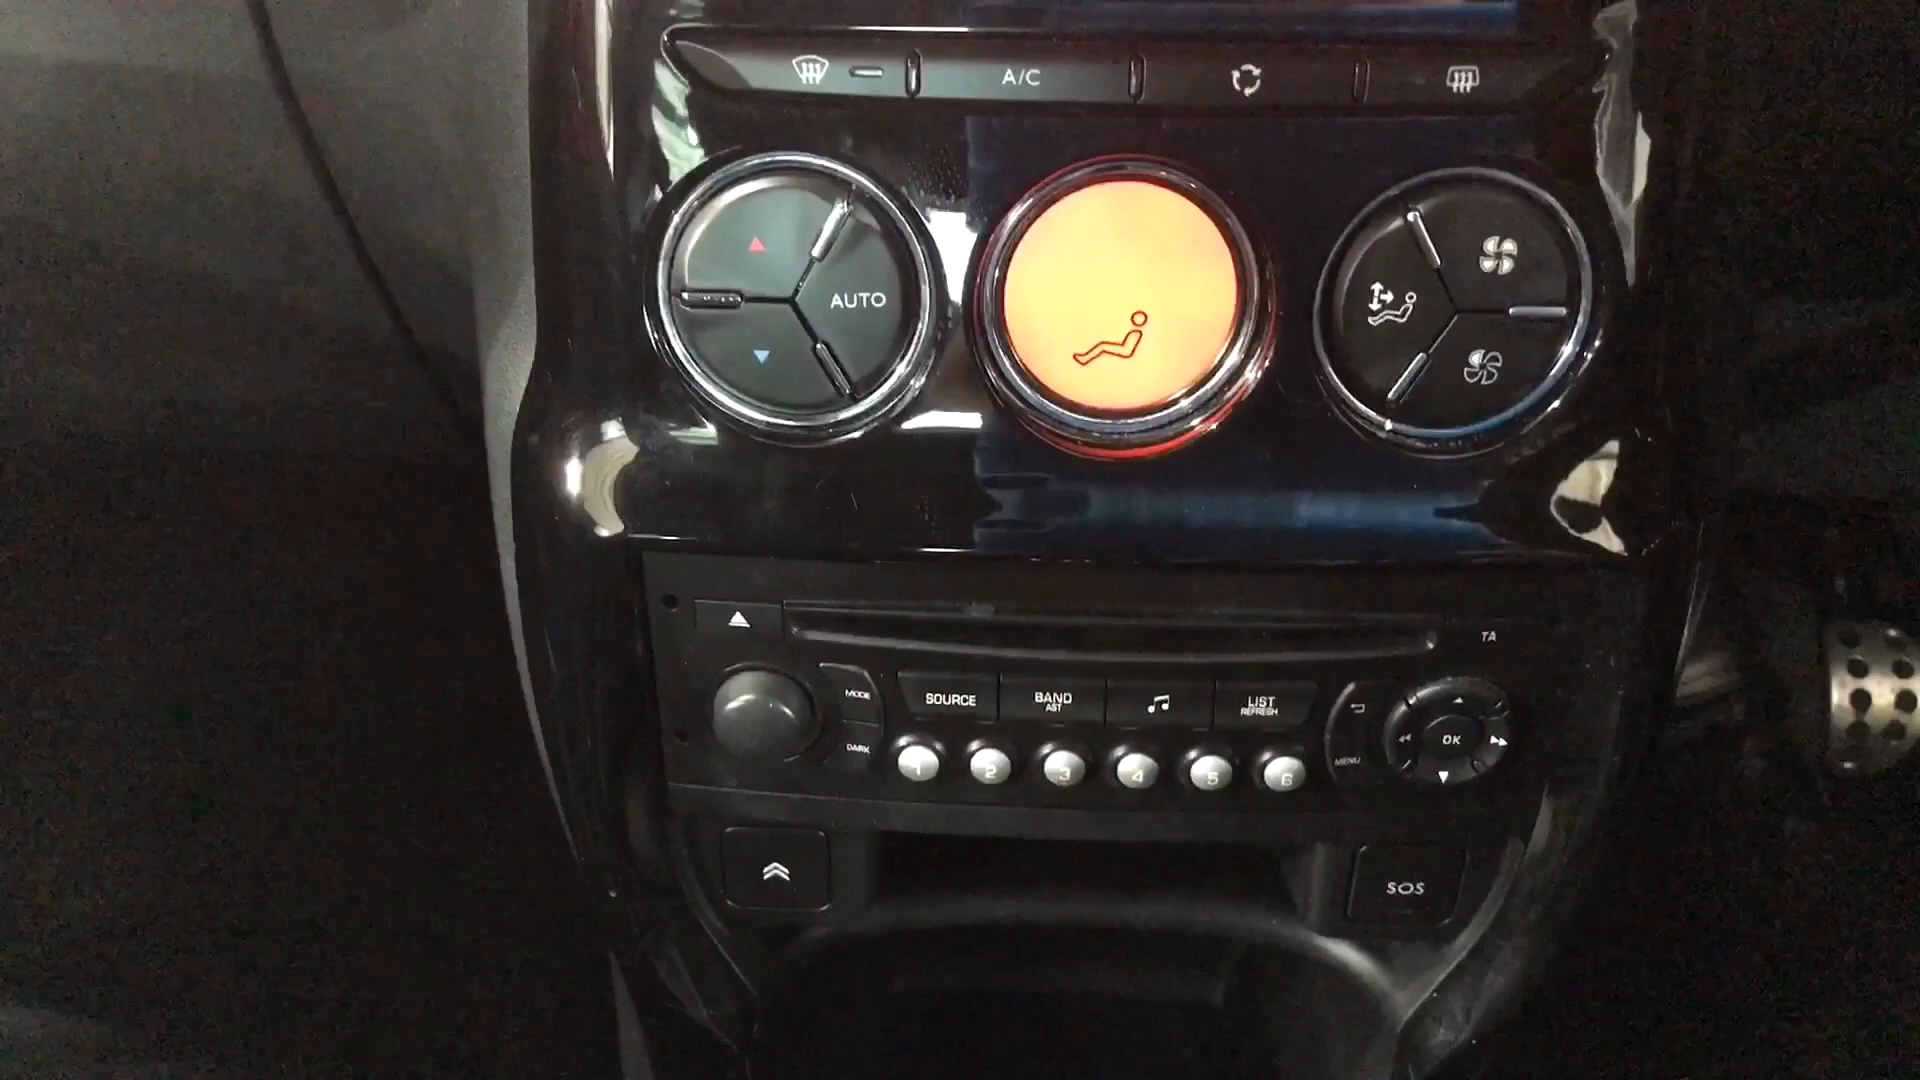 A/C
AUTO
TA
MODE
SOURCE
BAND
AST
LIST
REFRESH
DARK
1 2 3 4 5 6
MENU
OK
SOS